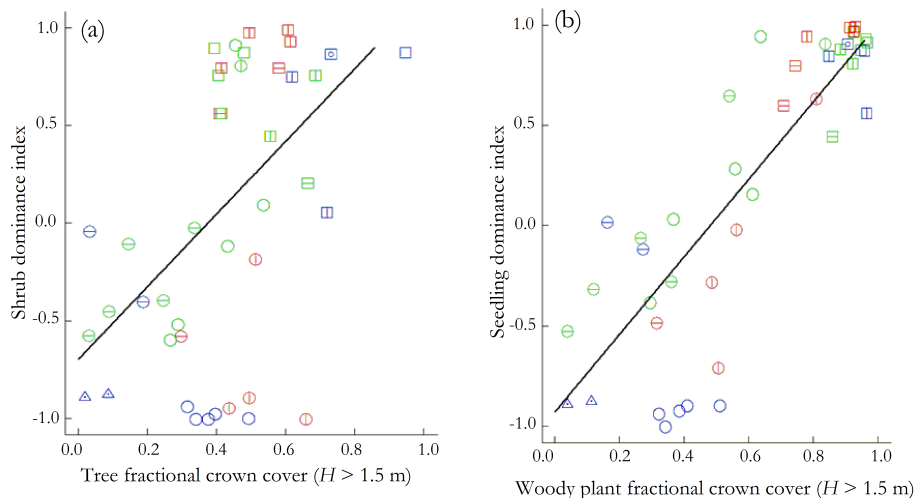 (a)
1.0
0.5
0.0
-0.5
-1.0
Shrub dominance index
0.0 0.2 0.4 0.6 0.8 1.0
Tree fractional crown cover (H > 1.5 m)
(b)
1.0
0.5
0.0
-0.5
-1.0
Seedling dominance index
0.0 0.2 0.4 0.6 0.8 1.0
Woody plant fractional crown cover (H > 1.5 m)